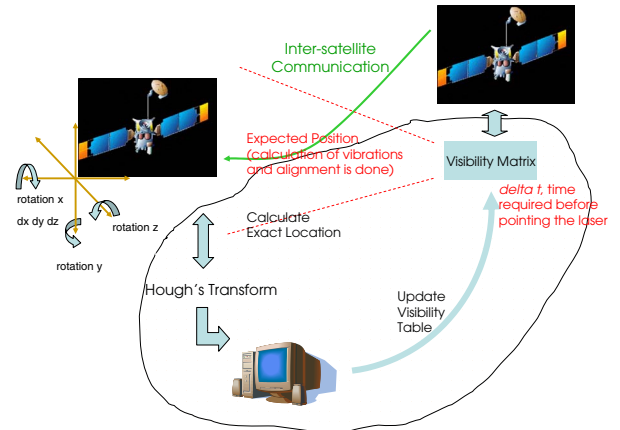 Inter-satellite
Communication
Expected Position
(calculation of vibrations
and alignment is done)
Visibility Matrix
delta t, time
required before
pointing the laser
rotation x
dx dy dz
rotation z
rotation y
Calculate
Exact Location
Hough's Transform
Update
Visibility
Table